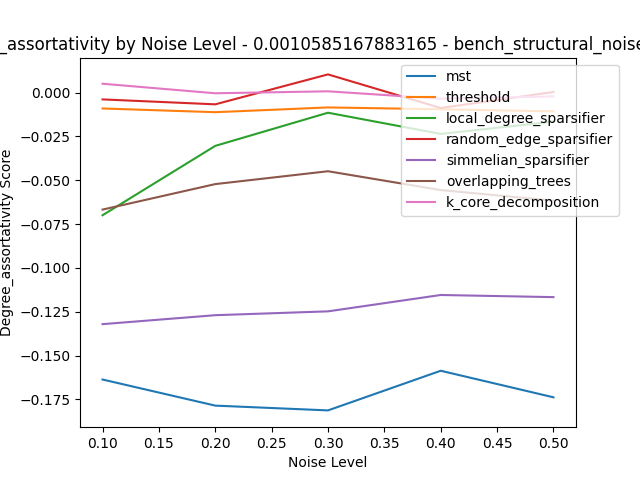 _assortativity by Noise Level - 0.0010585167883165 - bench_structural_noise
mst
threshold
local_degree_sparsifier
random_edge_sparsifier
simmelian_sparsifier
overlapping_trees
k_core_decomposition
Degree_assortativity Score
0.000
−0.025
−0.050
−0.075
−0.100
−0.125
−0.150
−0.175
0.10 0.15 0.20 0.25 0.30 0.35 0.40 0.45 0.50
Noise Level